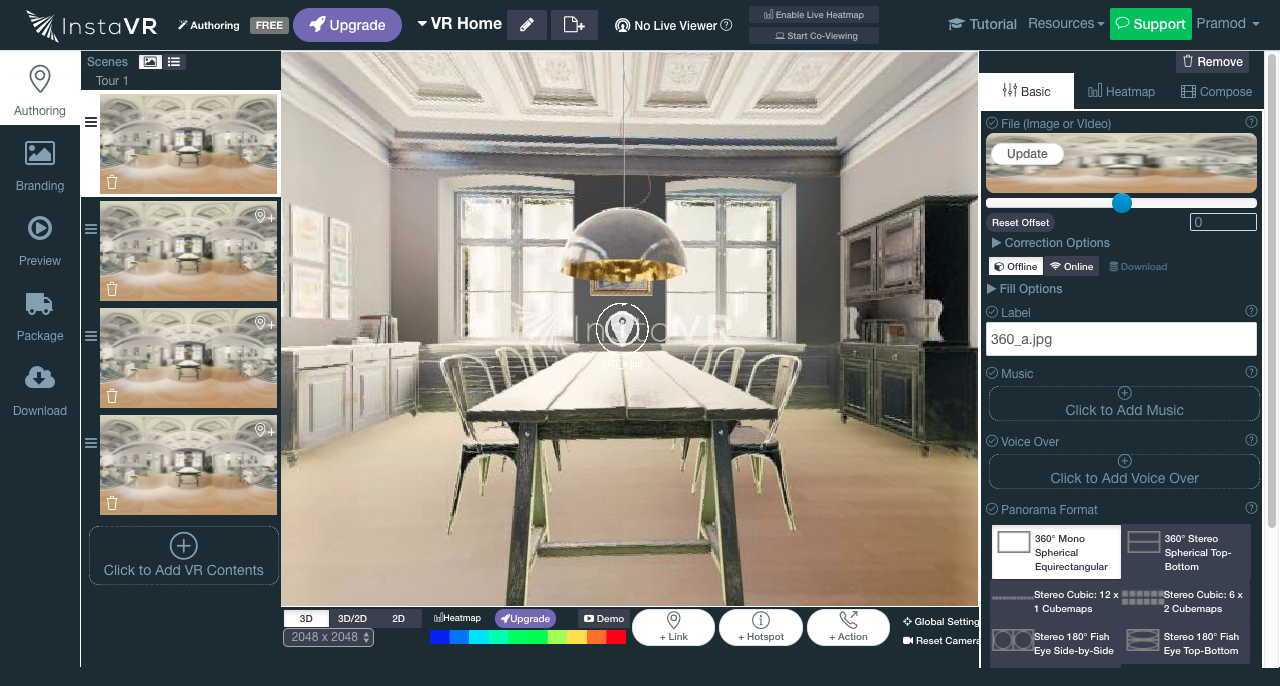 InstaVR
Authoring
FREE
Upgrade
VR Home
No Live Viewer
Enable Live Heatmap
Start Co-Viewing
Tutorial
Resources
Support
Pramod
Authoring
Branding
Preview
Package
Download
Scenes
Tour 1
Click to Add VR Contents
InstaVR
360_a.jpg
3D
3D/2D
2D
2048 x 2048
Heatmap
Upgrade
Demo
+ Link
+ Hotspot
+ Action
Global Setting
Reset Camera
Remove
Basic
Heatmap
Compose
File (Image or VIdeo)
Update
Reset Offset
0
Correction Options
Offline
Online
Download
Fill Options
Label
360_a.jpg
Music
Click to Add Music
Voice Over
Click to Add Voice Over
Panorama Format
360° Mono
Spherical
Equirectangular
360° Stereo
Spherical Top-
Bottom
Stereo Cubic: 12 x
1 Cubemaps
Stereo Cubic: 6 x
2 Cubemaps
Stereo 180° Fish
Eye Side-by-Side
Stereo 180° Fish
Eye Top-Bottom